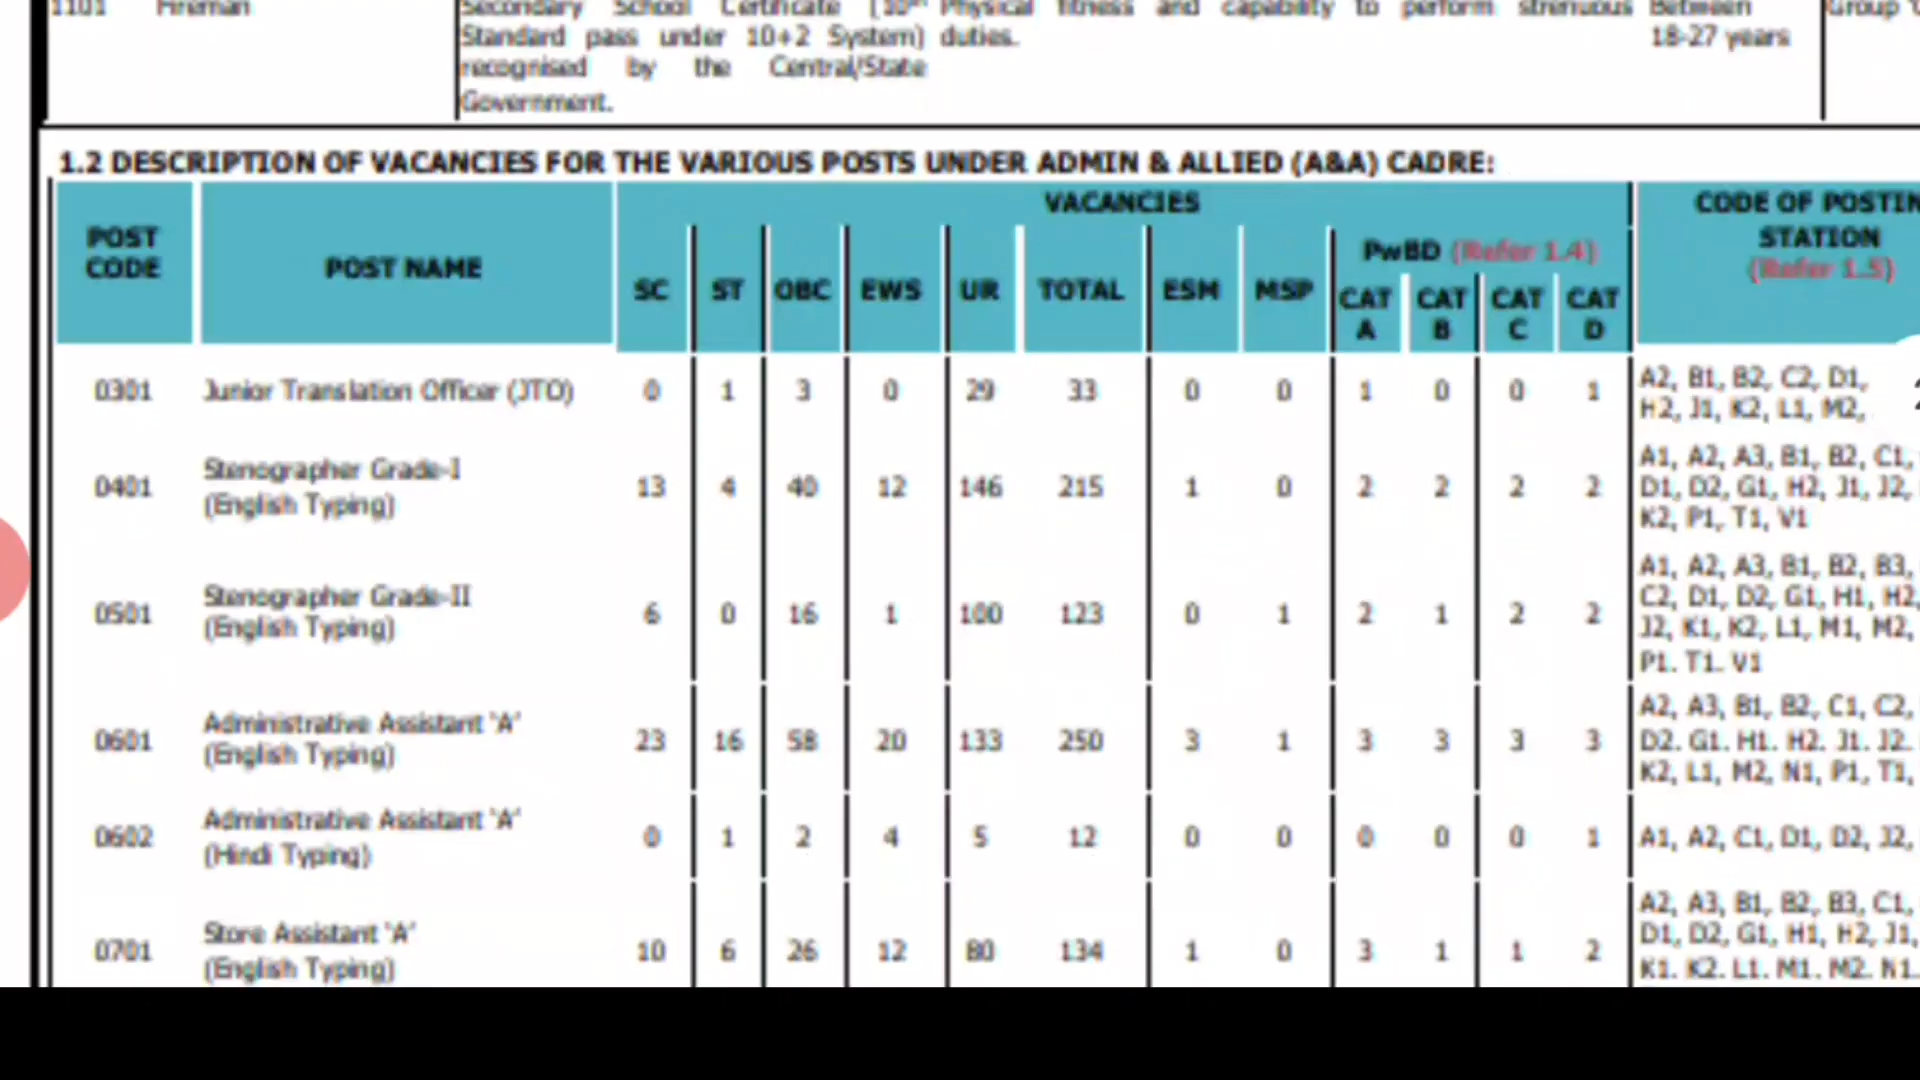 1101 Fireman Secondary School Certificate (10th Physical fitness and capability to perform strenuous Between Group
Standard pass under 10+2 System) duties. 18-27 years
recognised by the Central/State
Government.
1.2 DESCRIPTION OF VACANCIES FOR THE VARIOUS POSTS UNDER ADMIN & ALLIED (A&A) CADRE:
POST CODE POST NAME VACANCIES CODE OF POSTIN
STATION
(Refer 1.5)
SC ST OBC EWS UR TOTAL ESM MSP PwBD (Refer 1.4)
CAT A CAT B CAT C CAT D
0301 Junior Translation Officer (JTO) 0 1 3 0 29 33 0 0 1 0 0 1 A2, B1, B2, C2, D1,
H2, J1, K2, L1, M2,
0401 Stenographer Grade-I 13 4 40 12 146 215 1 0 2 2 2 2 A1, A2, A3, B1, B2, C1,
(English Typing) D1, D2, G1, H2, J1, J2,
K2, P1, T1, V1
0501 Stenographer Grade-II 6 0 16 1 100 123 0 1 2 1 2 2 A1, A2, A3, B1, B2, B3,
(English Typing) C2, D1, D2, G1, H1, H2,
J2, K1, K2, L1, M1, M2,
P1, T1, V1
0601 Administrative Assistant 'A' 23 16 58 20 133 250 3 1 3 3 3 3 A2, A3, B1, B2, C1, C2,
(English Typing) D2, G1, H1, H2, J1, J2,
K2, L1, M2, N1, P1, T1,
0602 Administrative Assistant 'A' 0 1 2 4 5 12 0 0 0 0 0 1 A1, A2, C1, D1, D2, J2,
(Hindi Typing)
0701 Store Assistant 'A' 10 6 26 12 80 134 1 0 3 1 1 2 A2, A3, B1, B2, B3, C1,
(English Typing) D1, D2, G1, H1, H2, J1,
K1, K2, L1, M1, M2, N1,